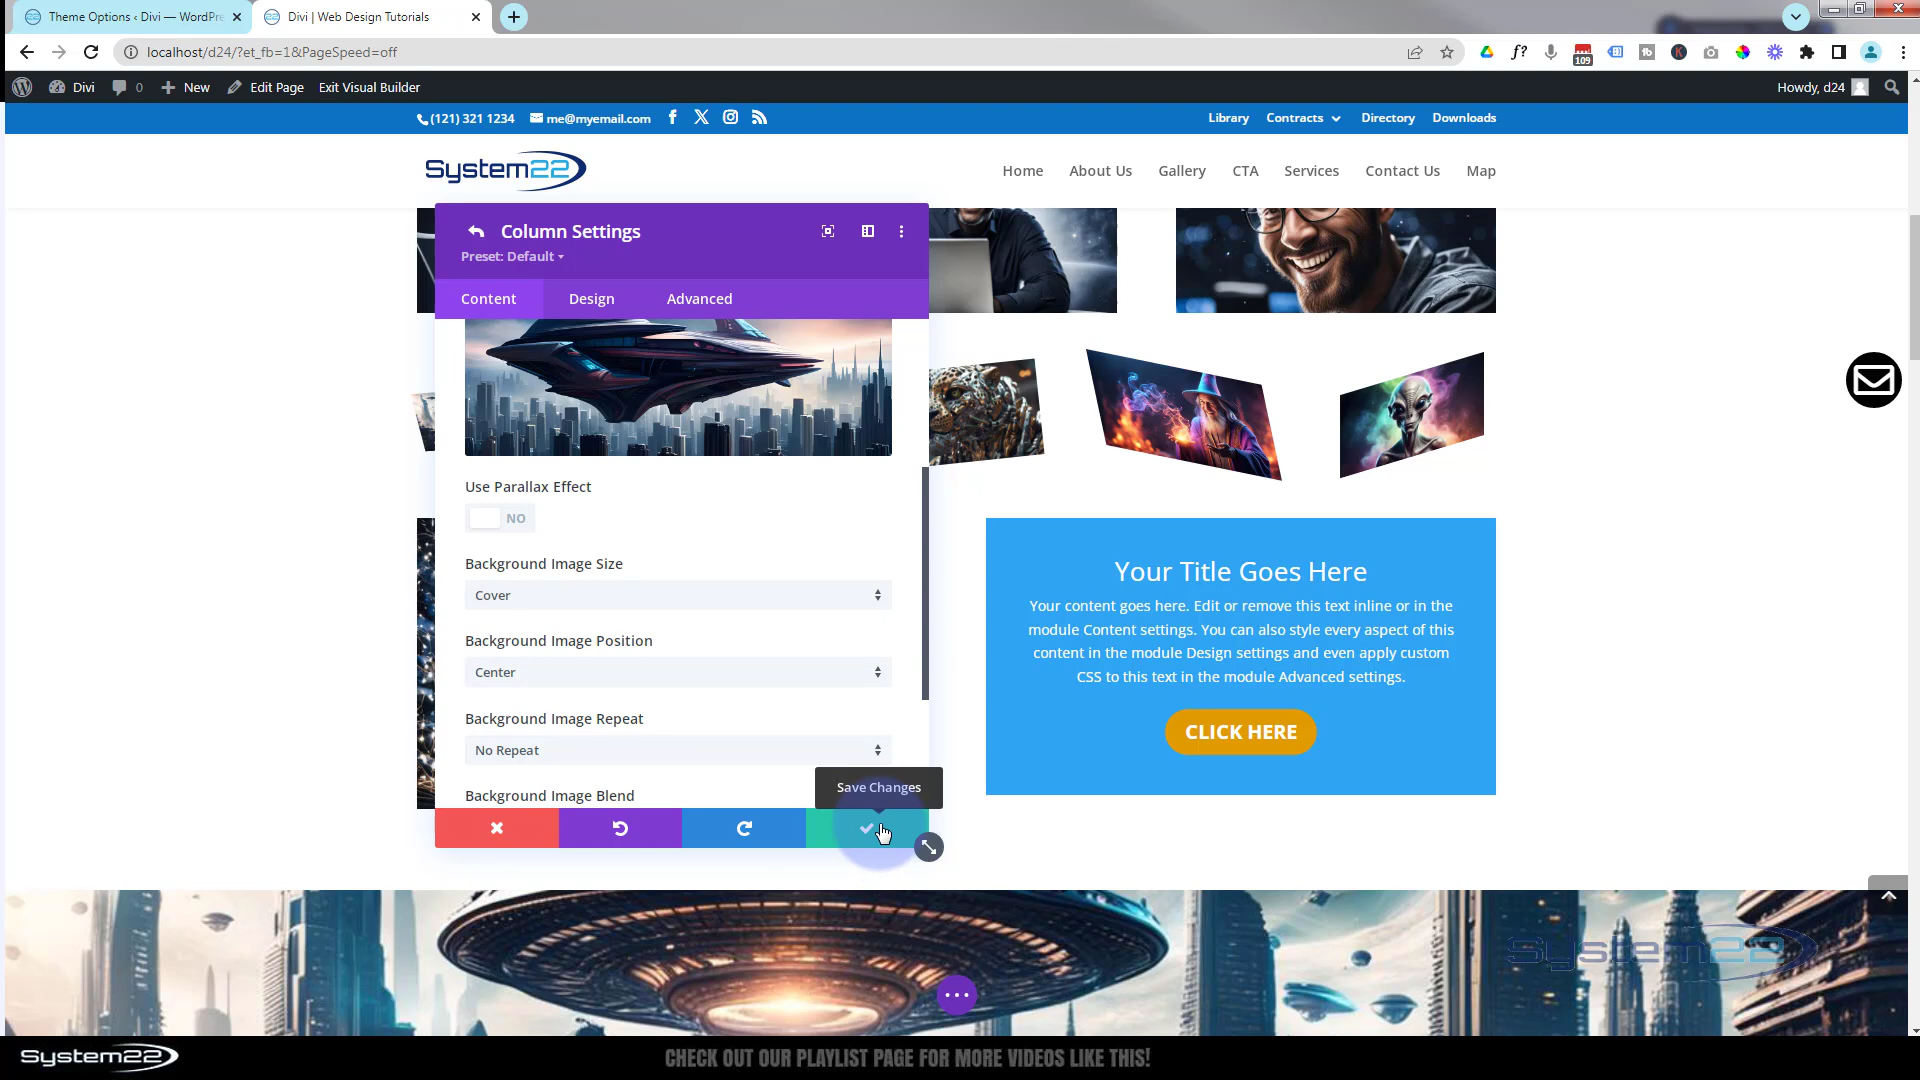 Theme Options ‹ Divi — WordPre
Divi | Web Design Tutorials
localhost/d24/?et_fb=1&PageSpeed=off
109
Divi
0
New
Edit Page
Exit Visual Builder
Howdy, d24
(121) 321 1234
me@myemail.com
Library
Contracts
Directory
Downloads
System22
Home
About Us
Gallery
CTA
Services
Contact Us
Map
Column Settings
Preset: Default
Content
Design
Advanced
Use Parallax Effect
NO
Background Image Size
Cover
Background Image Position
Center
Background Image Repeat
No Repeat
Background Image Blend
Save Changes
Your Title Goes Here
Your content goes here. Edit or remove this text inline or in the
module Content settings. You can also style every aspect of this
content in the module Design settings and even apply custom
CSS to this text in the module Advanced settings.
CLICK HERE
System22
System22
CHECK OUT OUR PLAYLIST PAGE FOR MORE VIDEOS LIKE THIS!